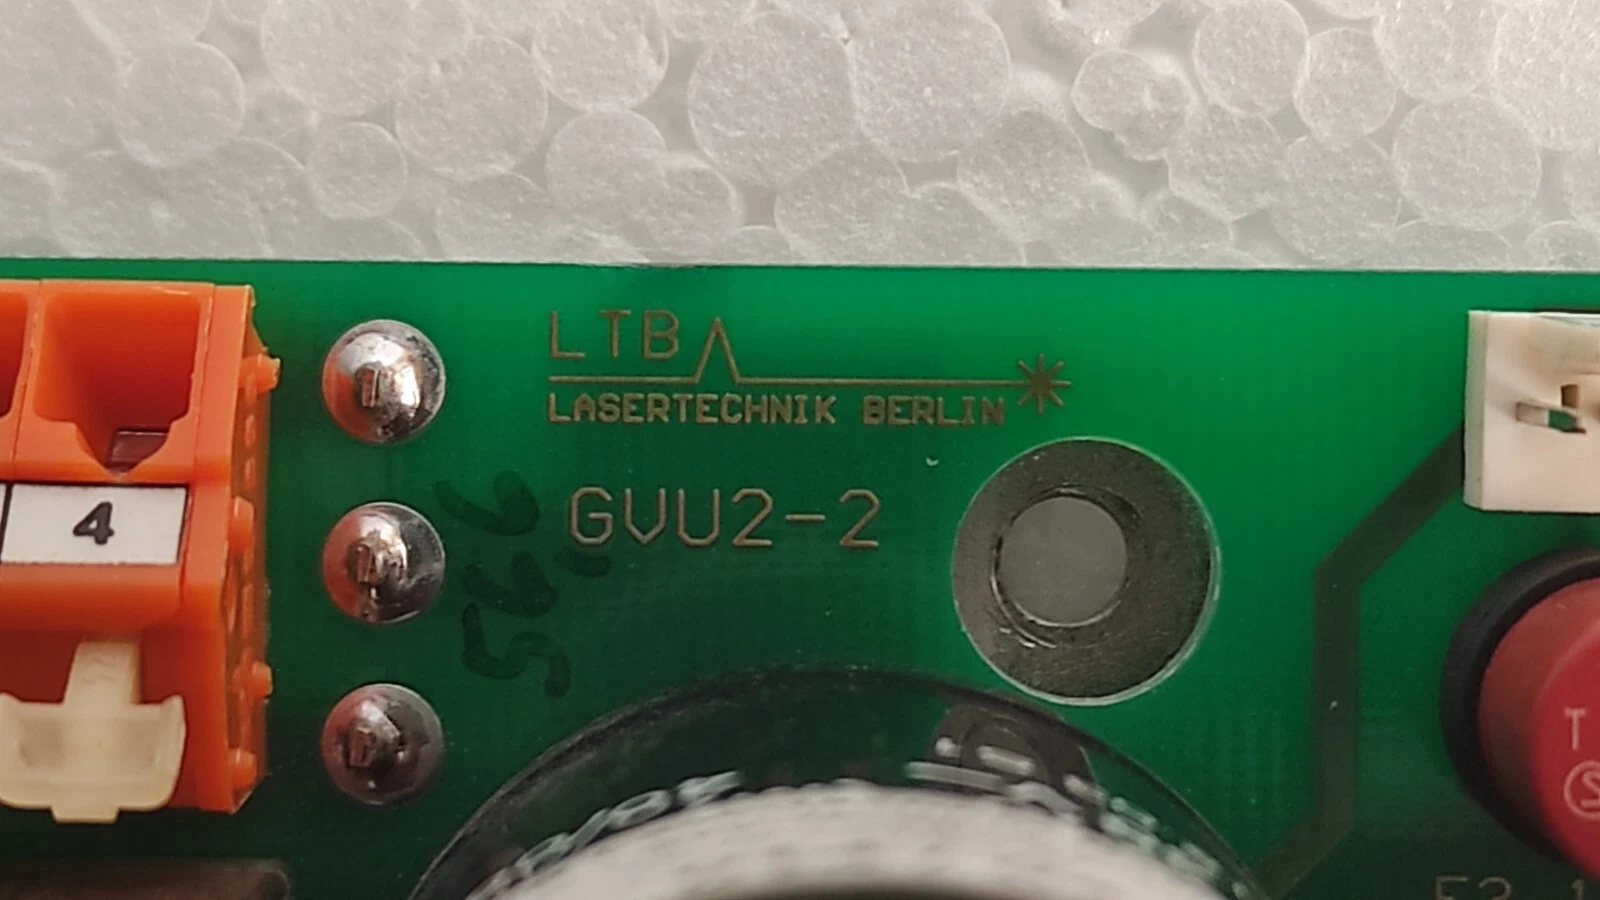 LTB
LASERTECHNIK BERLIN
GVU2-2
4
T